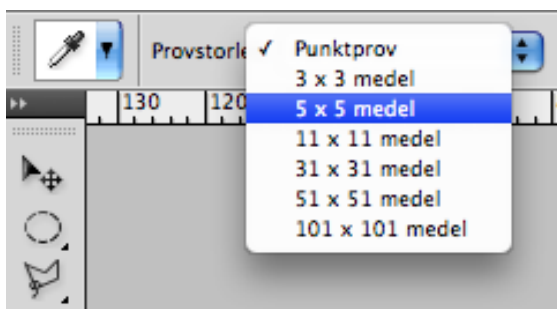 Provstorle ✓ Punktprov
3 x 3 medel
130 120 5 x 5 medel
11 x 11 medel
31 x 31 medel
51 x 51 medel
101 x 101 medel